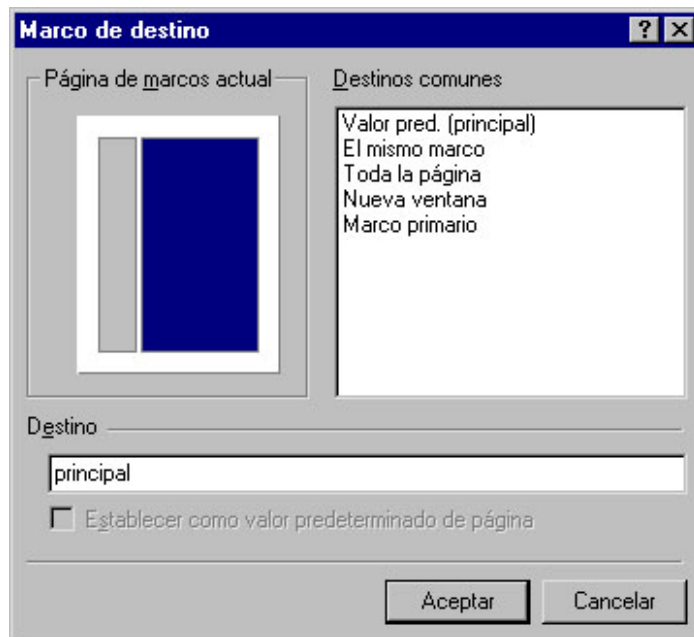 Marco de destino
Página de marcos actual
Destinos comunes
Valor pred. (principal)
El mismo marco
Toda la página
Nueva ventana
Marco primario
Destino
principal
Establecer como valor predeterminado de página
Aceptar
Cancelar